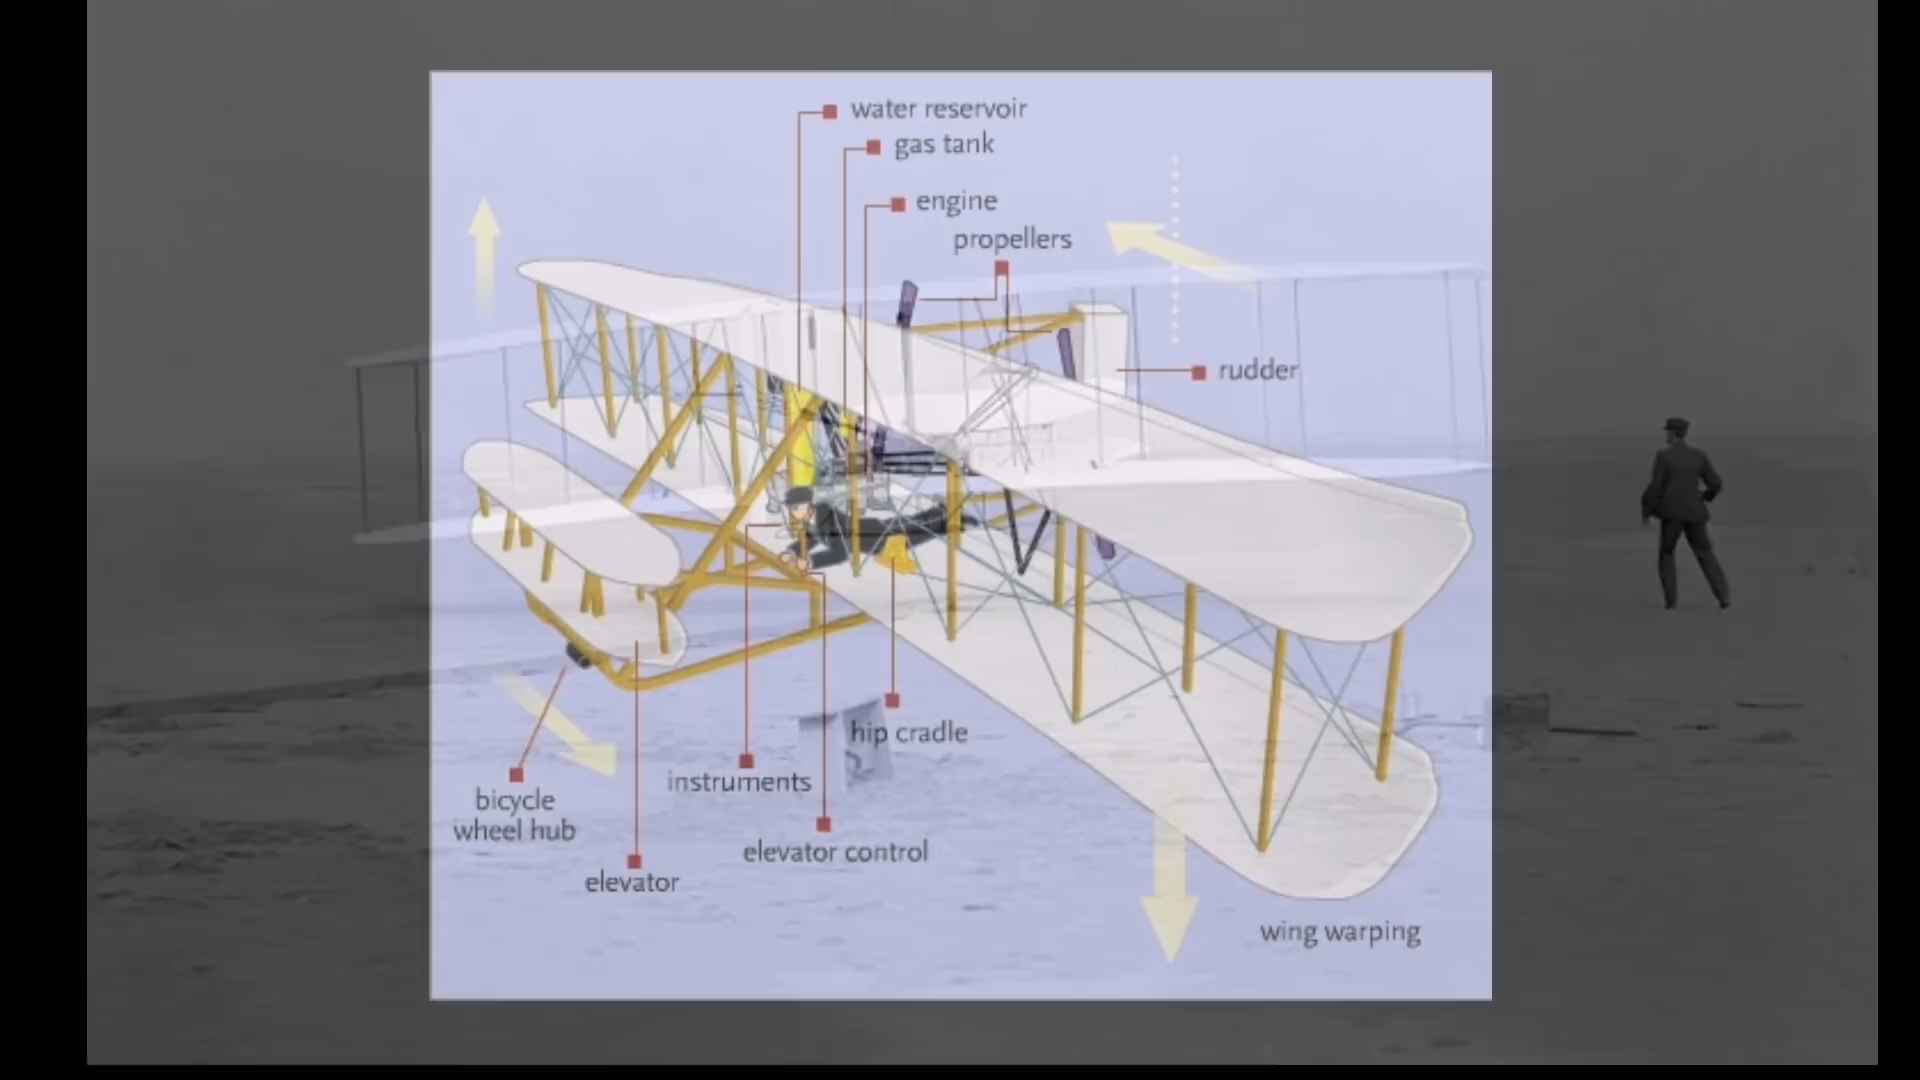 water reservoir
gas tank
engine
propellers
rudder
hip cradle
instruments
bicycle
wheel hub
elevator control
elevator
wing warping